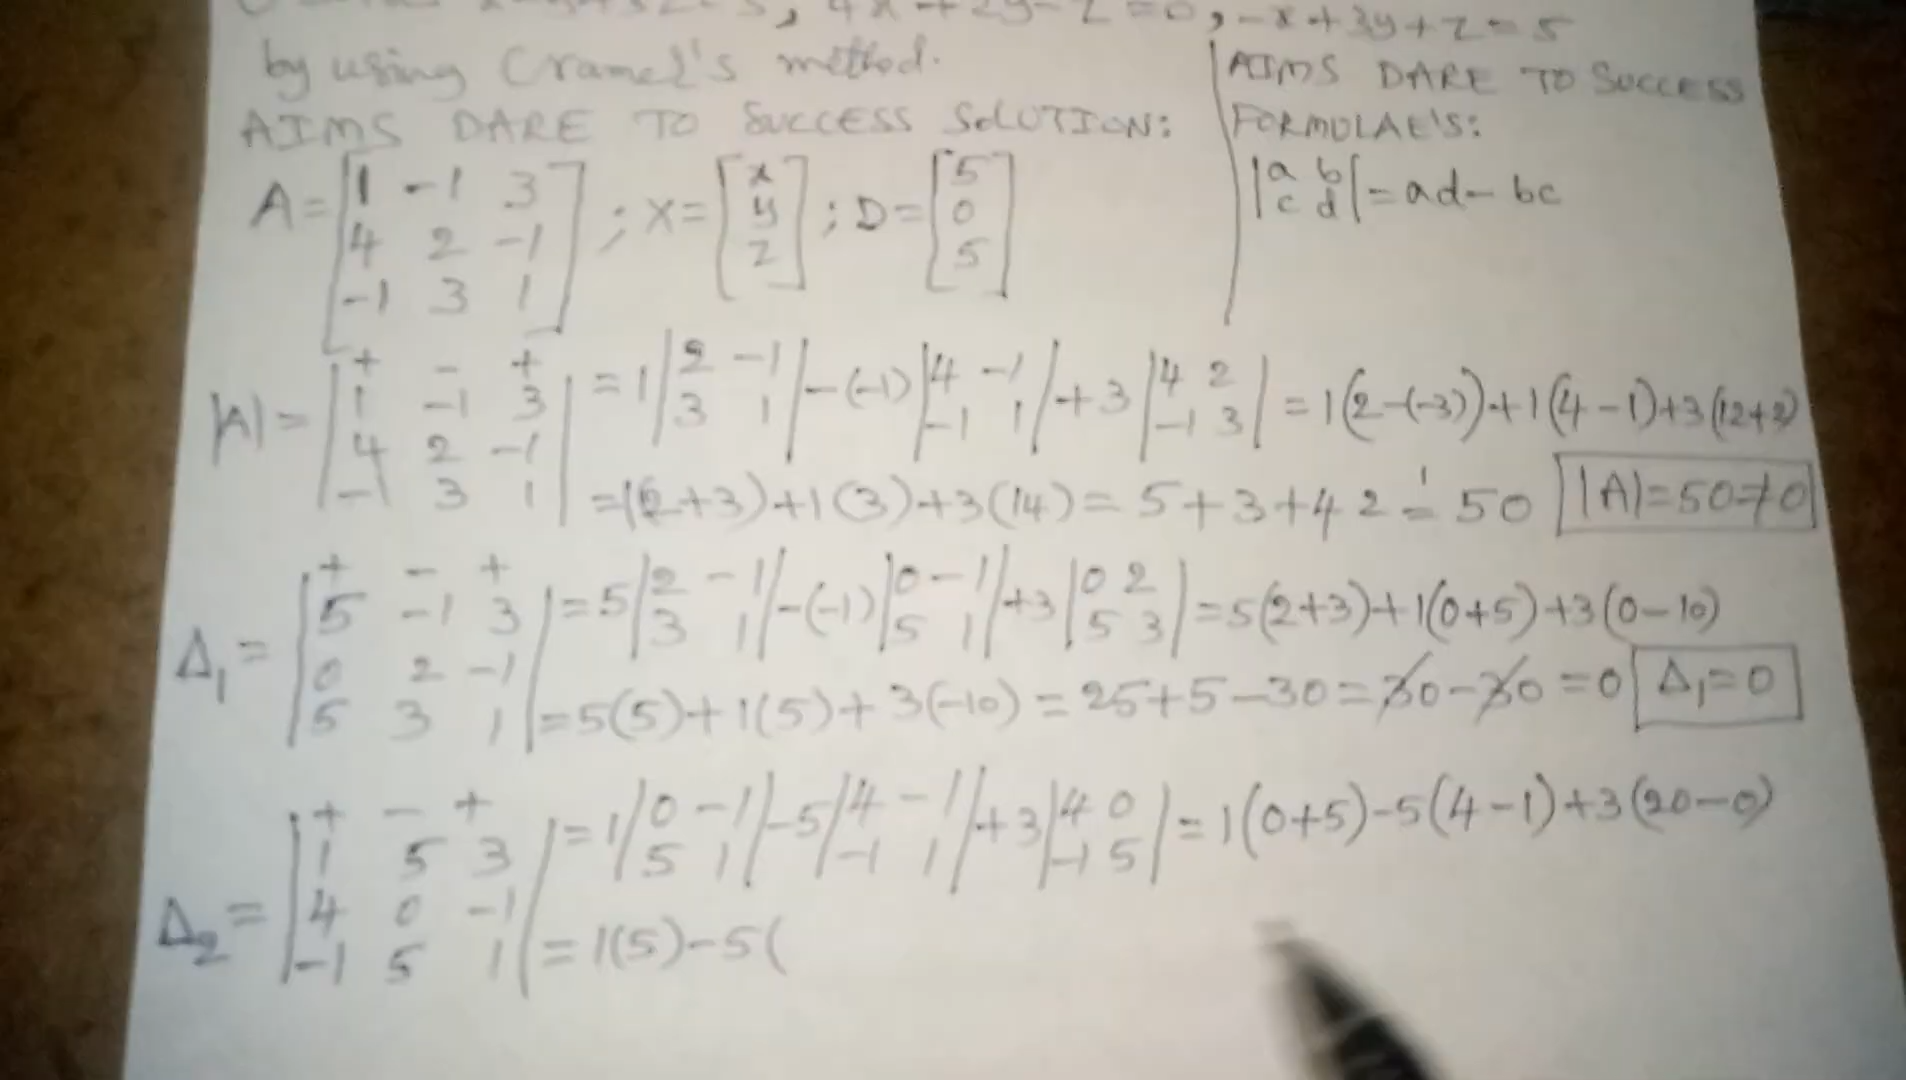 4x+2y-z=0, -x+3y+z=5
by using Cramel's method.
AIMS DARE TO SUCCESS SOLUTION:
A = [1 -1 3; 4 2 -1; -1 3 1]; X = [x; y; z]; D = [5; 0; 5]
AIMS DARE TO SUCCESS
FORMULAE'S:
|a b; c d| = ad - bc
+ - +
|A| = |1 -1 3; 4 2 -1; -1 3 1| = 1|2 -1; 3 1| -(-1)|4 -1; -1 1| +3|4 2; -1 3| = 1(2-(-3))+1(4-1)+3(12+2)
=1(2+3)+1(3)+3(14)=5+3+42=50 |A|=50≠0
+ - +
Δ1 = |5 -1 3; 0 2 -1; 5 3 1| = 5|2 -1; 3 1| -(-1)|0 -1; 5 1| +3|0 2; 5 3| = 5(2+3)+1(0+5)+3(0-10)
=5(5)+1(5)+3(-10)=25+5-30=30-30=0 Δ1=0
+ - +
Δ2 = |1 5 3; 4 0 -1; -1 5 1| = 1|0 -1; 5 1| -5|4 -1; -1 1| +3|4 0; -1 5| = 1(0+5)-5(4-1)+3(20-0)
=1(5)-5(